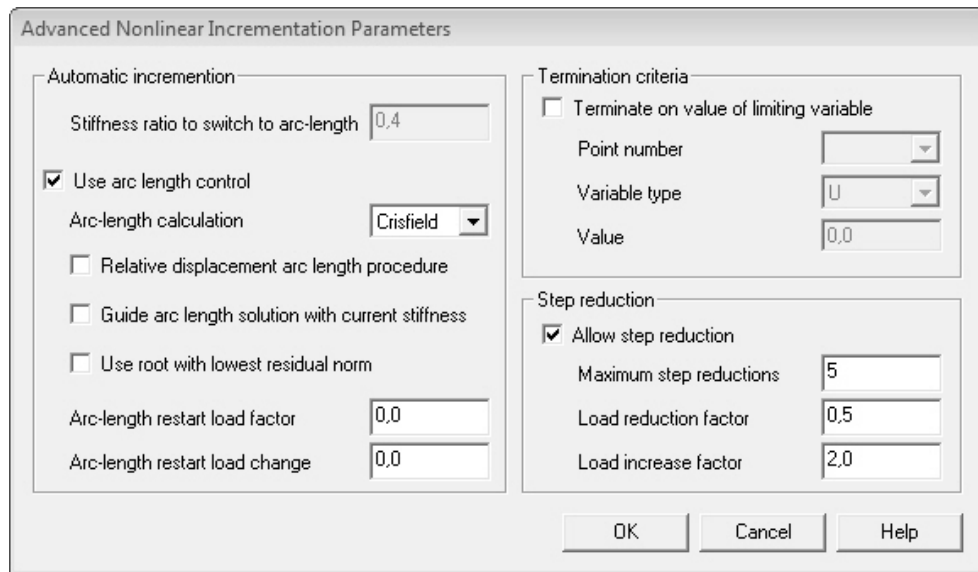 Advanced Nonlinear Incrementation Parameters
Automatic incremention
Stiffness ratio to switch to arc-length 0,4
Use arc length control
Arc-length calculation Crisfield
Relative displacement arc length procedure
Guide arc length solution with current stiffness
Use root with lowest residual norm
Arc-length restart load factor 0,0
Arc-length restart load change 0,0
Termination criteria
Terminate on value of limiting variable
Point number
Variable type U
Value 0,0
Step reduction
Allow step reduction
Maximum step reductions 5
Load reduction factor 0,5
Load increase factor 2,0
OK Cancel Help